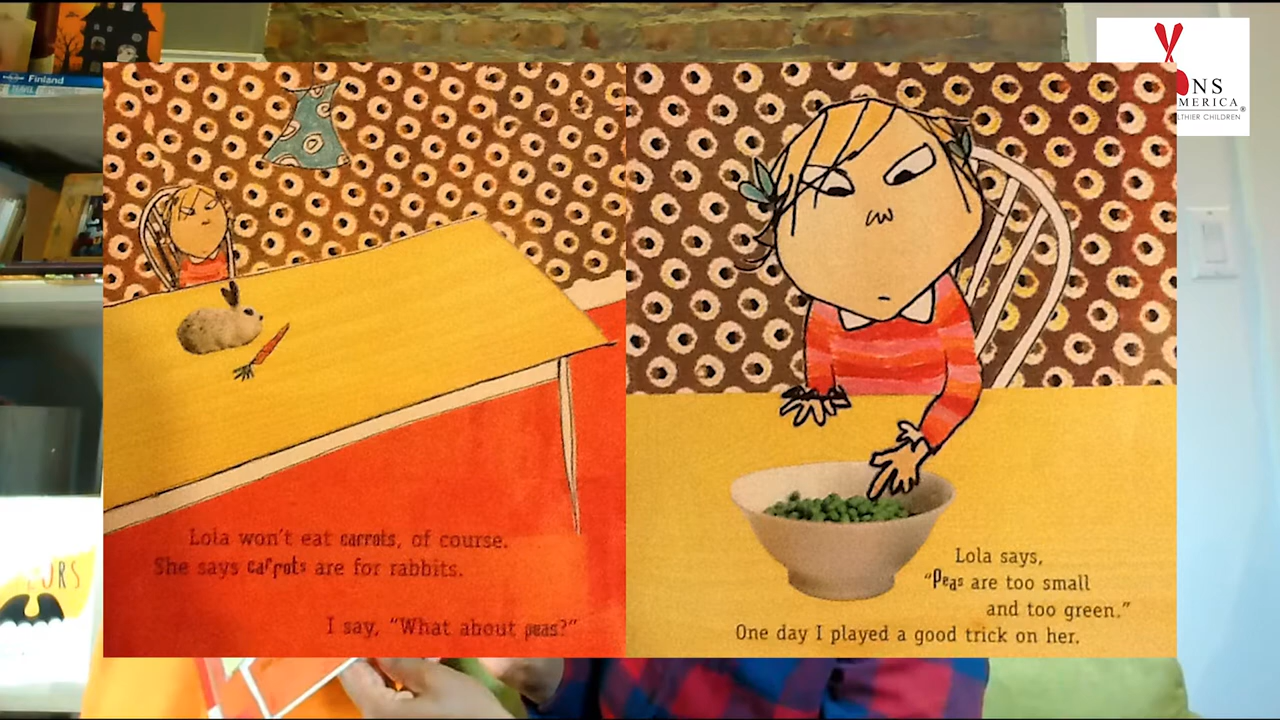 Finland
NS
MERICA®
LTHIER CHILDREN
Lola won't eat carrots, of course.
She says carrots are for rabbits.
I say, "What about peas?"
Lola says,
"Peas are too small
and too green."
One day I played a good trick on her.